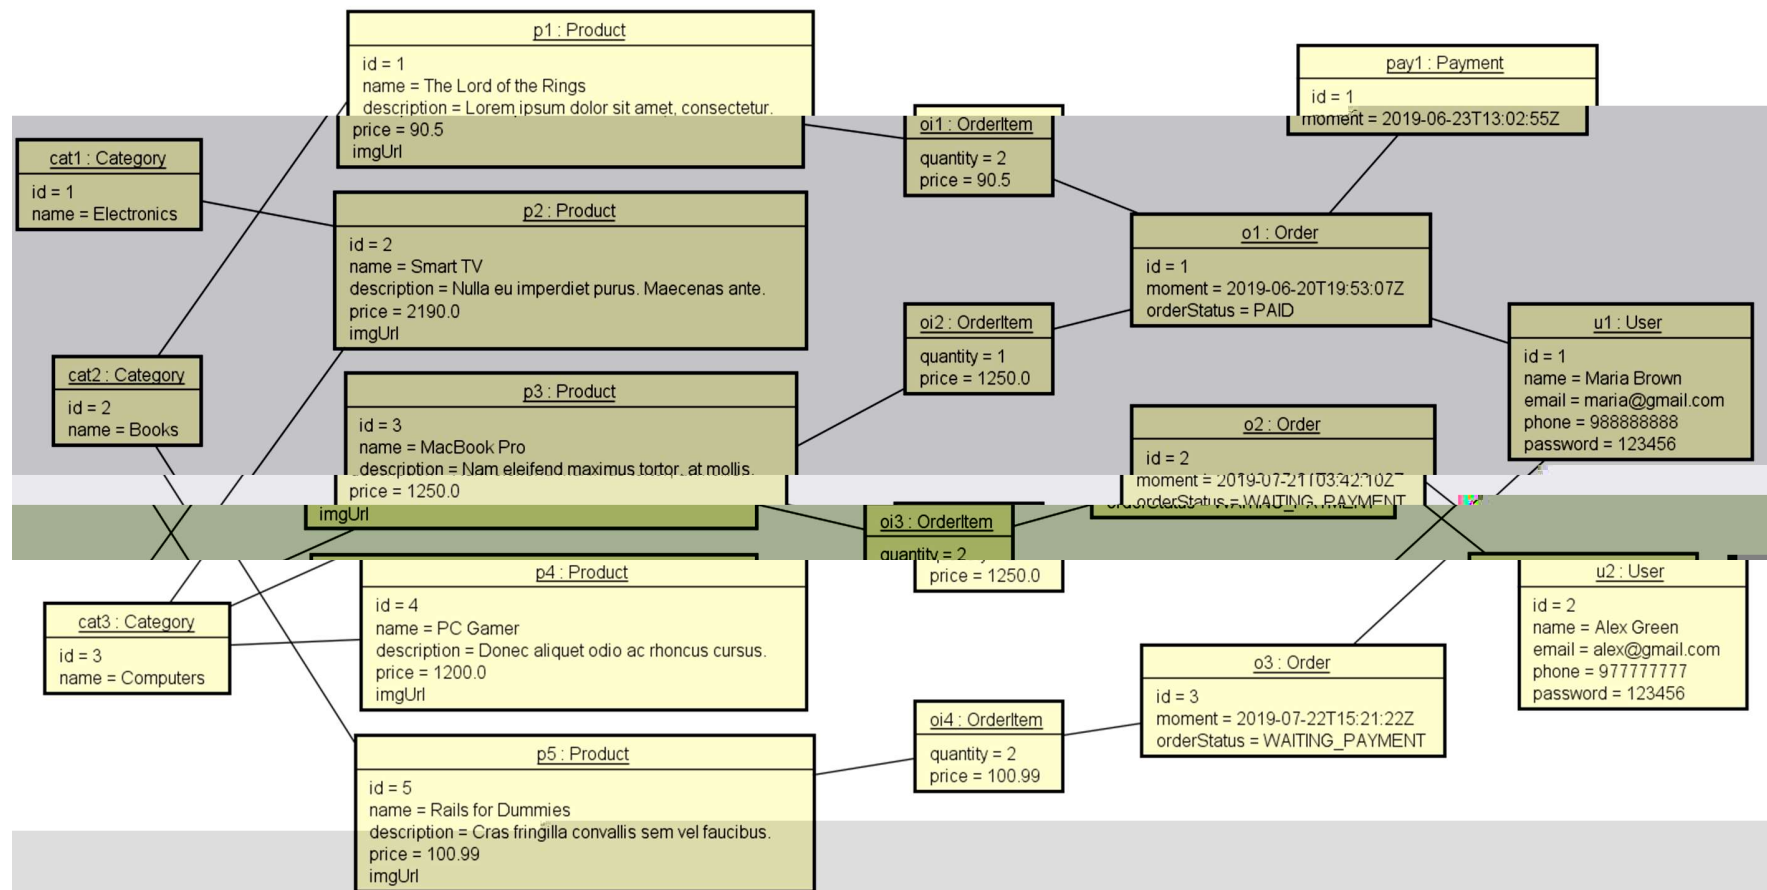 p1 : Product
id = 1
name = The Lord of the Rings
description = Lorem ipsum dolor sit amet, consectetur.
price = 90.5
imgUrl
pay1 : Payment
id = 1
moment = 2019-06-23T13:02:55Z
oi1 : OrderItem
quantity = 2
price = 90.5
cat1 : Category
id = 1
name = Electronics
p2 : Product
id = 2
name = Smart TV
description = Nulla eu imperdiet purus. Maecenas ante.
price = 2190.0
imgUrl
o1 : Order
id = 1
moment = 2019-06-20T19:53:07Z
orderStatus = PAID
oi2 : OrderItem
quantity = 1
price = 1250.0
u1 : User
id = 1
name = Maria Brown
email = maria@gmail.com
phone = 988888888
password = 123456
cat2 : Category
id = 2
name = Books
p3 : Product
id = 3
name = MacBook Pro
description = Nam eleifend maximus tortor, at mollis.
price = 1250.0
imgUrl
o2 : Order
id = 2
moment = 2019-07-21T03:42:10Z
orderStatus = WAITING_PAYMENT
oi3 : OrderItem
quantity = 2
price = 1250.0
p4 : Product
id = 4
name = PC Gamer
description = Donec aliquet odio ac rhoncus cursus.
price = 1200.0
imgUrl
u2 : User
id = 2
name = Alex Green
email = alex@gmail.com
phone = 977777777
password = 123456
cat3 : Category
id = 3
name = Computers
o3 : Order
id = 3
moment = 2019-07-22T15:21:22Z
orderStatus = WAITING_PAYMENT
oi4 : OrderItem
quantity = 2
price = 100.99
p5 : Product
id = 5
name = Rails for Dummies
description = Cras fringilla convallis sem vel faucibus.
price = 100.99
imgUrl